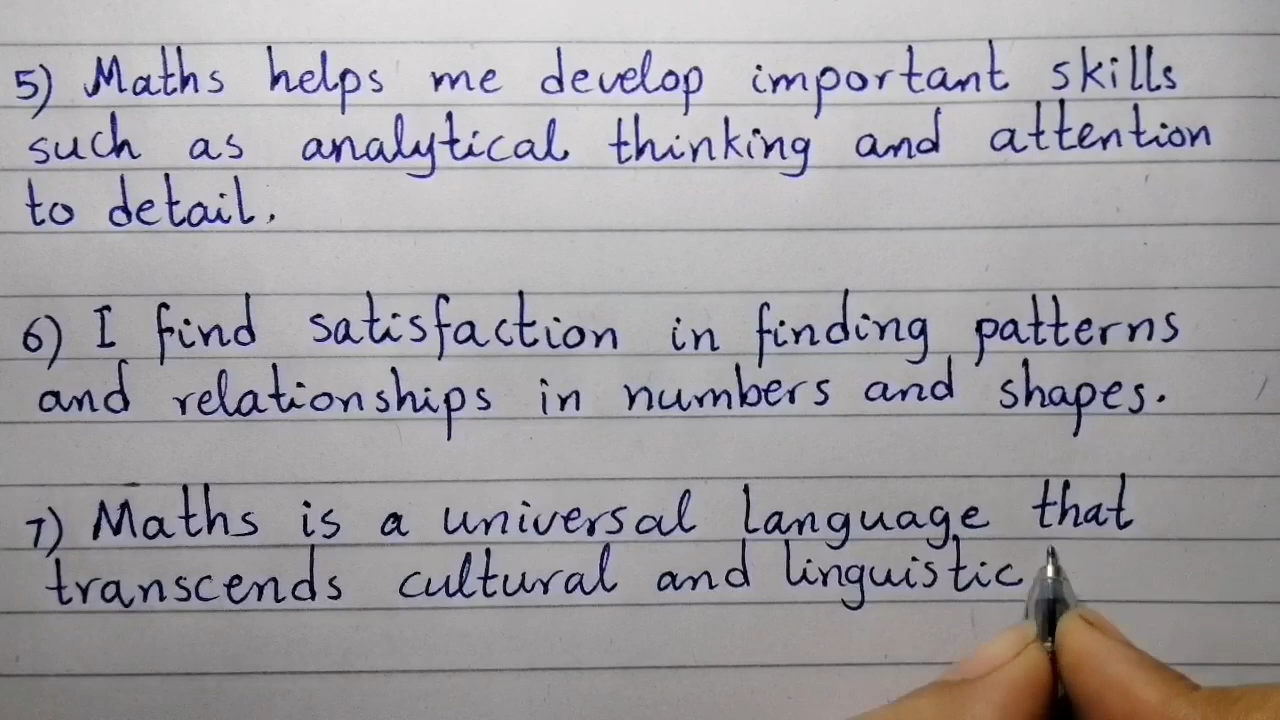 5) Maths helps me develop important skills
such as analytical thinking and attention
to detail.
6) I find satisfaction in finding patterns
and relationships in numbers and shapes.
7) Maths is a universal language that
transcends cultural and linguistic